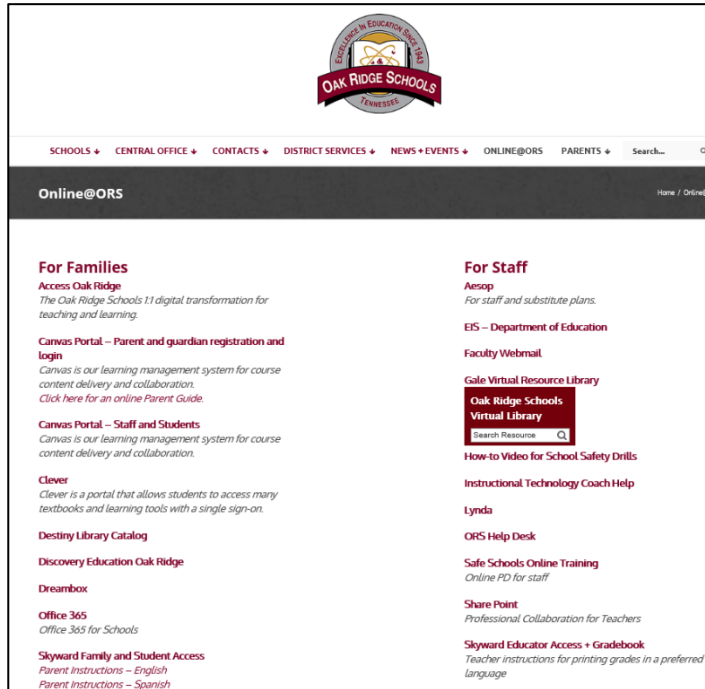 EXCELLENCE IN EDUCATION SINCE 1943
OAK RIDGE SCHOOLS
TENNESSEE
SCHOOLS CENTRAL OFFICE CONTACTS DISTRICT SERVICES NEWS + EVENTS ONLINE@ORS PARENTS Search...
Online@ORS
Home / Online@
For Families
Access Oak Ridge
The Oak Ridge Schools 1:1 digital transformation for
teaching and learning.
Canvas Portal – Parent and guardian registration and
login
Canvas is our learning management system for course
content delivery and collaboration.
Click here for an online Parent Guide.
Canvas Portal – Staff and Students
Canvas is our learning management system for course
content delivery and collaboration.
Clever
Clever is a portal that allows students to access many
textbooks and learning tools with a single sign-on.
Destiny Library Catalog
Discovery Education Oak Ridge
Dreambox
Office 365
Office 365 for Schools
Skyward Family and Student Access
Parent Instructions – English
Parent Instructions – Spanish
For Staff
Aesop
For staff and substitute plans.
EIS – Department of Education
Faculty Webmail
Gale Virtual Resource Library
Oak Ridge Schools
Virtual Library
Search Resource
How-to Video for School Safety Drills
Instructional Technology Coach Help
Lynda
ORS Help Desk
Safe Schools Online Training
Online PD for staff
Share Point
Professional Collaboration for Teachers
Skyward Educator Access + Gradebook
Teacher instructions for printing grades in a preferred
language